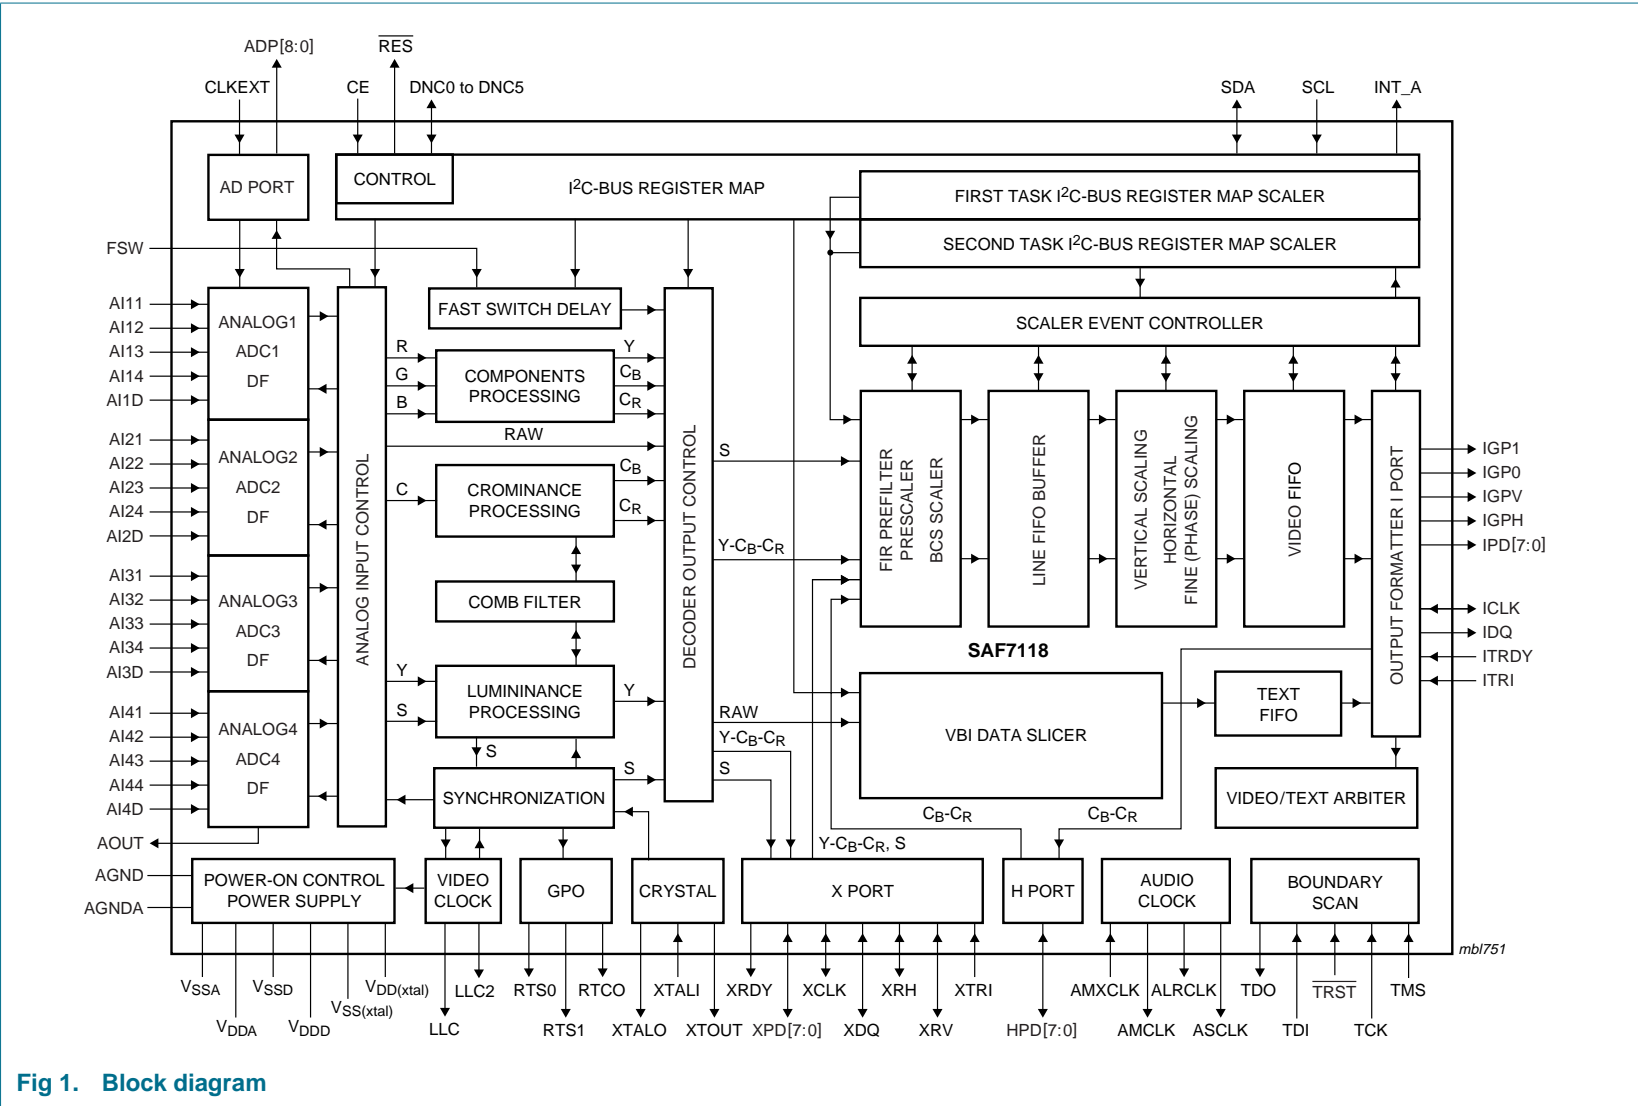 ADP[8:0]
RES
CLKEXT
CE
DNC0 to DNC5
SDA
SCL
INT_A
AD PORT
CONTROL
I2C-BUS REGISTER MAP
FIRST TASK I2C-BUS REGISTER MAP SCALER
SECOND TASK I2C-BUS REGISTER MAP SCALER
FSW
FAST SWITCH DELAY
SCALER EVENT CONTROLLER
AI11
AI12
AI13
AI14
AI1D
ANALOG1
ADC1
DF
AI21
AI22
AI23
AI24
AI2D
ANALOG2
ADC2
DF
AI31
AI32
AI33
AI34
AI3D
ANALOG3
ADC3
DF
AI41
AI42
AI43
AI44
AI4D
ANALOG4
ADC4
DF
AOUT
AGND
AGNDA
ANALOG INPUT CONTROL
R
G
B
COMPONENTS
PROCESSING
Y
CB
CR
RAW
C
CROMINANCE
PROCESSING
CB
CR
COMB FILTER
Y
S
LUMININANCE
PROCESSING
Y
S
SYNCHRONIZATION
S
DECODER OUTPUT CONTROL
S
Y-CB-CR
RAW
Y-CB-CR
S
FIR PREFILTER
PRESCALER
BCS SCALER
LINE FIFO BUFFER
VERTICAL SCALING
HORIZONTAL
FINE (PHASE) SCALING
VIDEO FIFO
OUTPUT FORMATTER I PORT
IGP1
IGP0
IGPV
IGPH
IPD[7:0]
ICLK
IDQ
ITRDY
ITRI
SAF7118
VBI DATA SLICER
TEXT
FIFO
VIDEO/TEXT ARBITER
CB-CR
CB-CR
Y-CB-CR, S
POWER-ON CONTROL
POWER SUPPLY
VIDEO
CLOCK
GPO
CRYSTAL
X PORT
H PORT
AUDIO
CLOCK
BOUNDARY
SCAN
mbl751
VSSA
VDDA
VSSD
VDDD
VSS(xtal)
VDD(xtal)
LLC
LLC2
RTS0
RTS1
RTCO
XTALO
XTALI
XTOUT
XRDY
XPD[7:0]
XCLK
XDQ
XRH
XRV
XTRI
HPD[7:0]
AMXCLK
AMCLK
ALRCLK
ASCLK
TDO
TDI
TRST
TCK
TMS
Fig 1. Block diagram